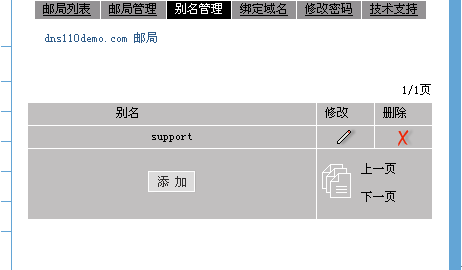 邮局列表 邮局管理 别名管理 绑定域名 修改密码 技术支持
dns110demo.com 邮局
1/1页
别名 修改 删除
support
添 加
上一页
下一页